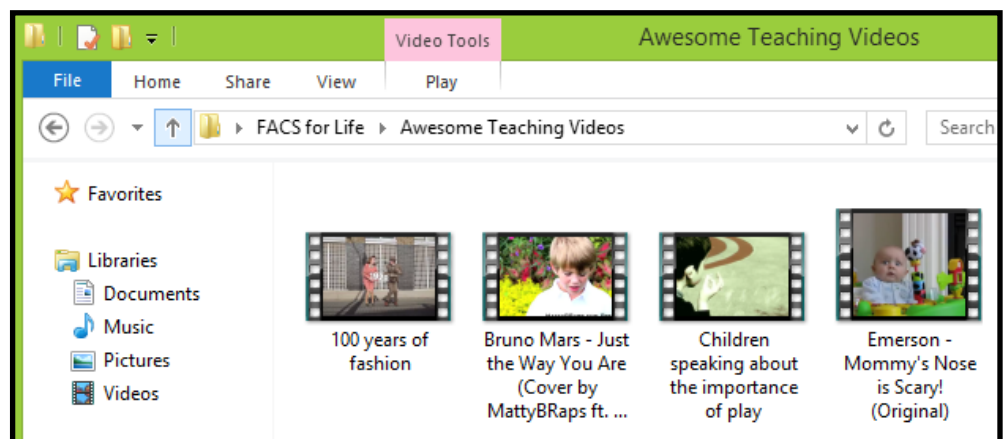 Video Tools
Awesome Teaching Videos
File Home Share View Play
FACS for Life Awesome Teaching Videos Search
Favorites
Libraries
Documents
Music
Pictures
Videos
100 years of
fashion
Bruno Mars - Just
the Way You Are
(Cover by
MattyBRaps ft. ...
Children
speaking about
the importance
of play
Emerson -
Mommy's Nose
is Scary!
(Original)